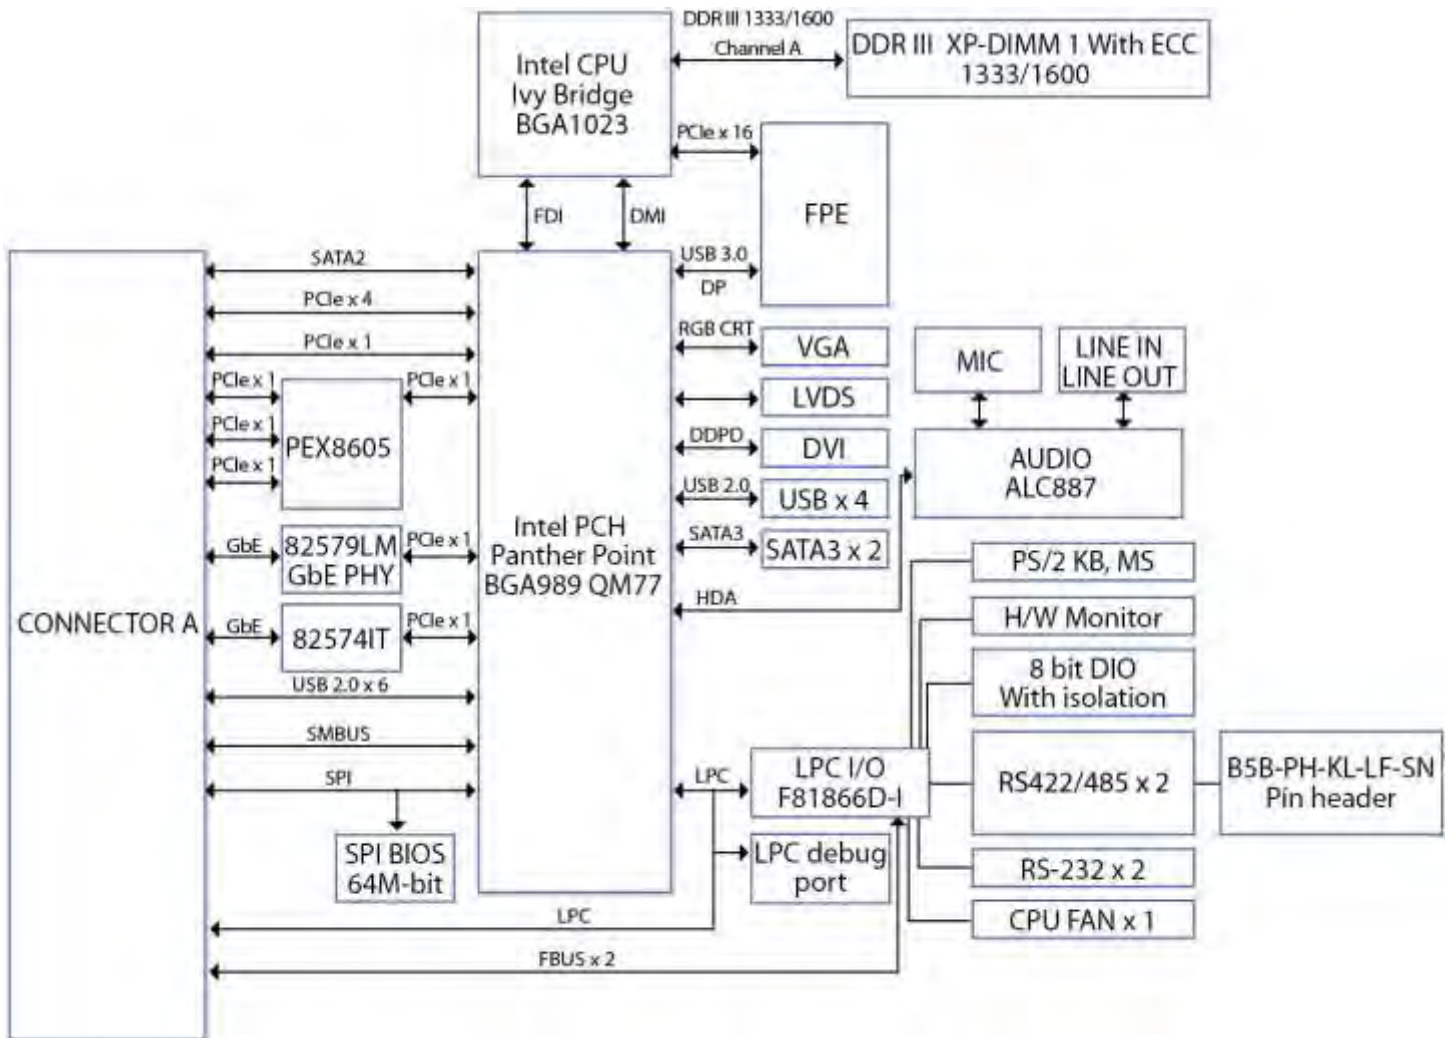 DDR III 1333/1600
Channel A
DDR III XP-DIMM 1 With ECC
1333/1600
Intel CPU
Ivy Bridge
BGA1023
PCIe x 16
FPE
FDI
DMI
USB 3.0
DP
SATA2
PCIe x 4
PCIe x 1
PCIe x 1
PCIe x 1
PCIe x 1
PCIe x 1
PEX8605
RGB CRT
VGA
LVDS
DDPD
DVI
USB 2.0
USB x 4
SATA3
SATA3 x 2
HDA
MIC
LINE IN
LINE OUT
AUDIO
ALC887
Intel PCH
Panther Point
BGA989 QM77
GbE
82579LM
GbE PHY
PCIe x 1
CONNECTOR A
GbE
82574IT
PCIe x 1
USB 2.0 x 6
SMBUS
SPI
SPI BIOS
64M-bit
LPC
LPC I/O
F81866D-I
LPC debug
port
PS/2 KB, MS
H/W Monitor
8 bit DIO
With isolation
RS422/485 x 2
B5B-PH-KL-LF-SN
Pin header
RS-232 x 2
CPU FAN x 1
LPC
FBUS x 2